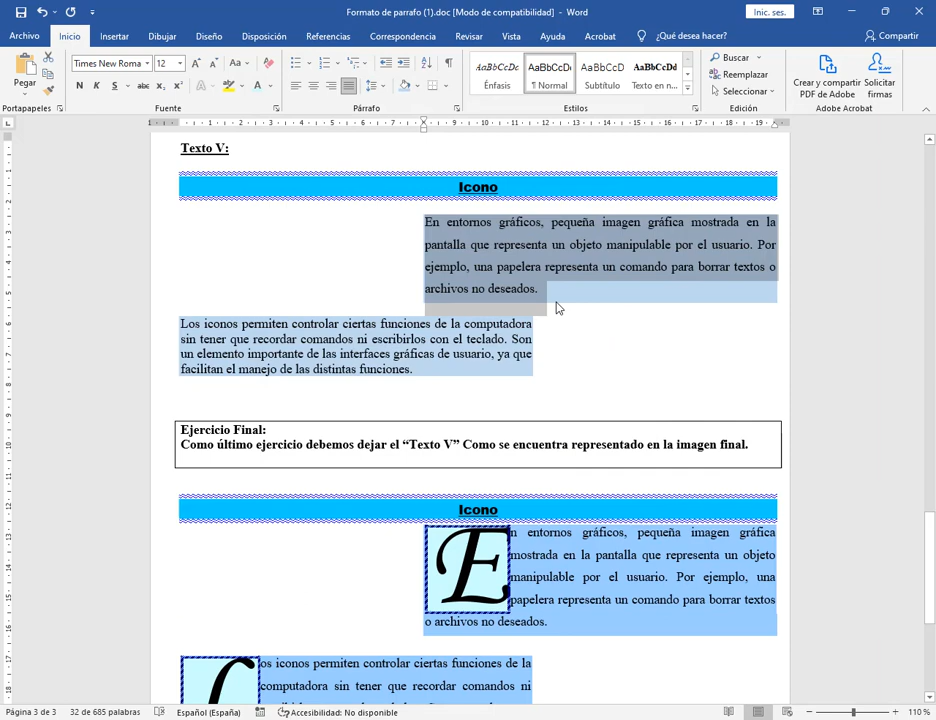 Formato de parrafo (1).doc [Modo de compatibilidad] - Word
Inic. ses.
Archivo Inicio Insertar Dibujar Diseño Disposición Referencias Correspondencia Revisar Vista Ayuda Acrobat ¿Qué desea hacer? Compartir
Pegar
Times New Roma 12
N K S abc x₂ x²
AaBbCcDc AaBbCcDc AaBbCcDD AaBbCcDc
Énfasis ¶ Normal Subtítulo Texto en n...
Buscar
Reemplazar
Seleccionar
Crear y compartir PDF de Adobe
Solicitar firmas
Portapapeles Fuente Párrafo Estilos Edición Adobe Acrobat
Texto V:
Icono
En entornos gráficos, pequeña imagen gráfica mostrada en la
pantalla que representa un objeto manipulable por el usuario. Por
ejemplo, una papelera representa un comando para borrar textos o
archivos no deseados.
Los iconos permiten controlar ciertas funciones de la computadora
sin tener que recordar comandos ni escribirlos con el teclado. Son
un elemento importante de las interfaces gráficas de usuario, ya que
facilitan el manejo de las distintas funciones.
Ejercicio Final:
Como último ejercicio debemos dejar el “Texto V” Como se encuentra representado en la imagen final.
Icono
En entornos gráficos, pequeña imagen gráfica
mostrada en la pantalla que representa un objeto
manipulable por el usuario. Por ejemplo, una
papelera representa un comando para borrar textos
o archivos no deseados.
Los iconos permiten controlar ciertas funciones de la
computadora sin tener que recordar comandos ni
Página 3 de 3 32 de 685 palabras Español (España) Accesibilidad: No disponible 110 %